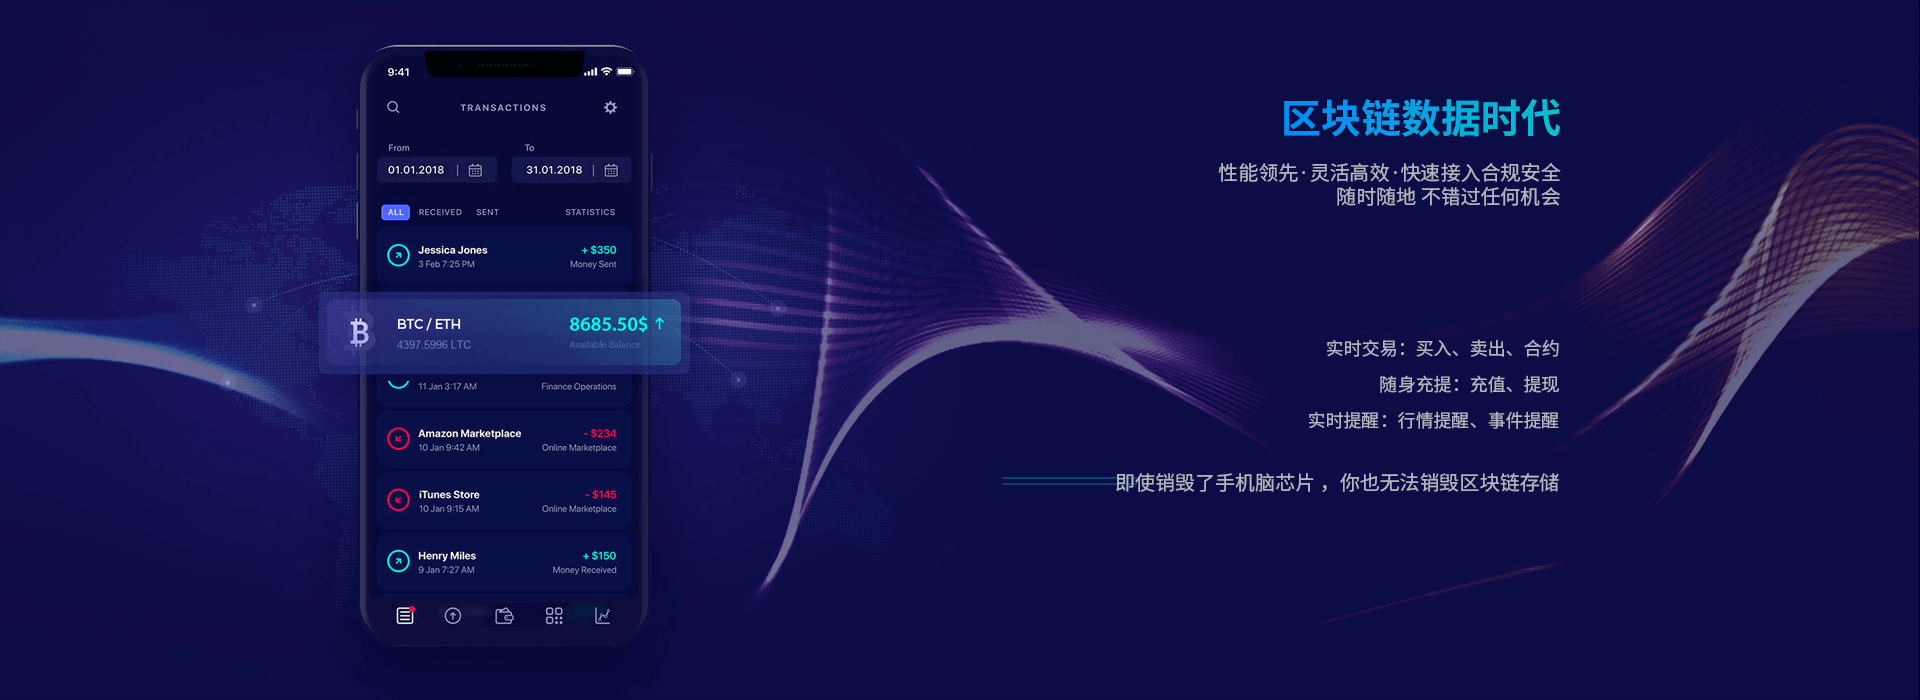 9:41
TRANSACTIONS
From
To
01.01.2018
31.01.2018
ALL
RECEIVED
SENT
STATISTICS
Jessica Jones
+ $350
3 Feb 7:25 PM
Money Sent
BTC / ETH
8685.50$
4397.5996 LTC
Available Balance
11 Jan 3:17 AM
Finance Operations
Amazon Marketplace
- $234
10 Jan 9:42 AM
Online Marketplace
iTunes Store
- $145
10 Jan 9:15 AM
Online Marketplace
Henry Miles
+ $150
9 Jan 7:27 AM
Money Received
区块链数据时代
性能领先·灵活高效·快速接入合规安全
随时随地 不错过任何机会
实时交易：买入、卖出、合约
随身充提：充值、提现
实时提醒：行情提醒、事件提醒
即使销毁了手机脑芯片，你也无法销毁区块链存储